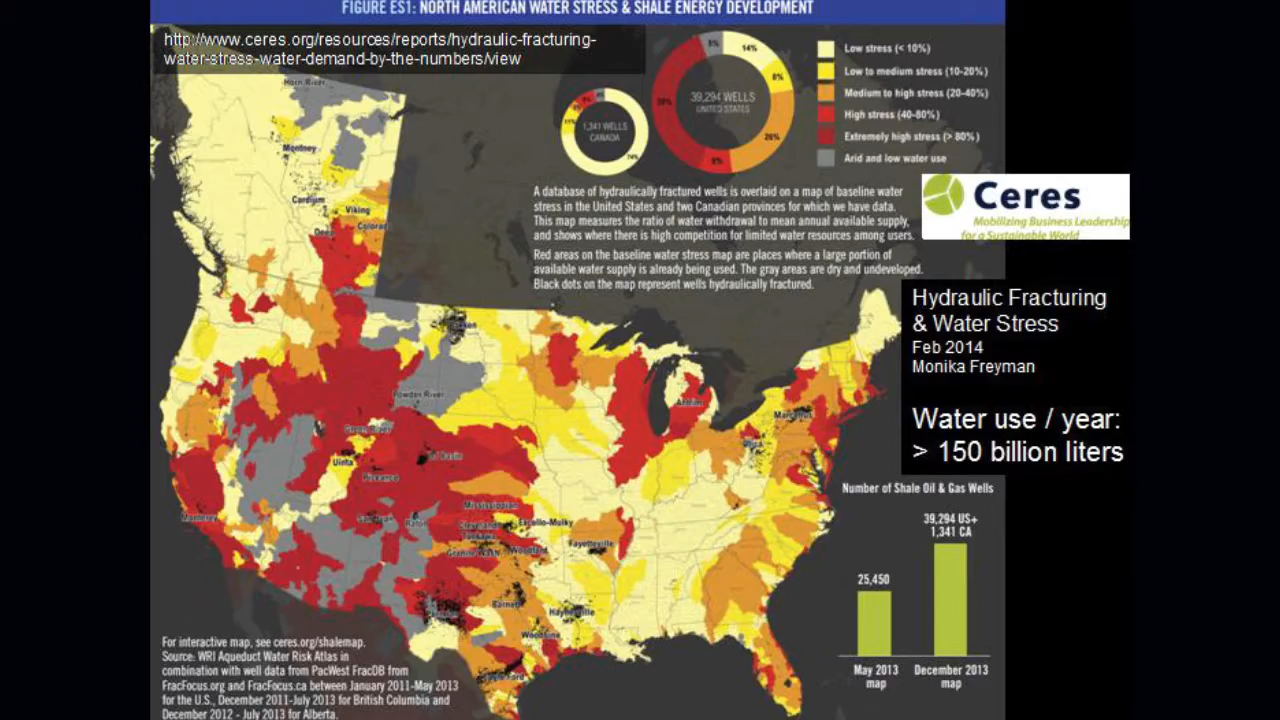 FIGURE ES1: NORTH AMERICAN WATER STRESS & SHALE ENERGY DEVELOPMENT
http://www.ceres.org/resources/reports/hydraulic-fracturing-
water-stress-water-demand-by-the-numbers/view
Low stress (< 10%)
Low to medium stress (10-20%)
Medium to high stress (20-40%)
High stress (40-80%)
Extremely high stress (> 80%)
Arid and low water use
14%
8%
39,294 WELLS
UNITED STATES
1,341 WELLS
CANADA
A database of hydraulically fractured wells is overlaid on a map of baseline water
stress in the United States and two Canadian provinces for which we have data.
This map measures the ratio of water withdrawal to mean annual available supply,
and shows where there is high competition for limited water resources among users.
Red areas on the baseline water stress map are places where a large portion of
available water supply is already being used. The gray areas are dry and undeveloped.
Black dots on the map represent wells hydraulically fractured.
Ceres
Mobilizing Business Leadership
for a Sustainable World
Hydraulic Fracturing
& Water Stress
Feb 2014
Monika Freyman
Water use / year:
> 150 billion liters
Horn River
Montney
Cardium
Viking
Powder River
Antrim
Marcellus
Utica
Green River
Uinta
Piceance
San Juan
Raton
Monterey
Mississippian
Excello-Mulky
Woodford
Granite Wash
Fayetteville
Barnett
Haynesville
Woodbine
Number of Shale Oil & Gas Wells
39,294 US+
1,341 CA
25,450
May 2013
map
December 2013
map
For interactive map, see ceres.org/shalemap.
Source: WRI Aqueduct Water Risk Atlas in
combination with well data from PacWest FracDB from
FracFocus.org and FracFocus.ca between January 2011-May 2013
for the U.S., December 2011-July 2013 for British Columbia and
December 2012 - July 2013 for Alberta.